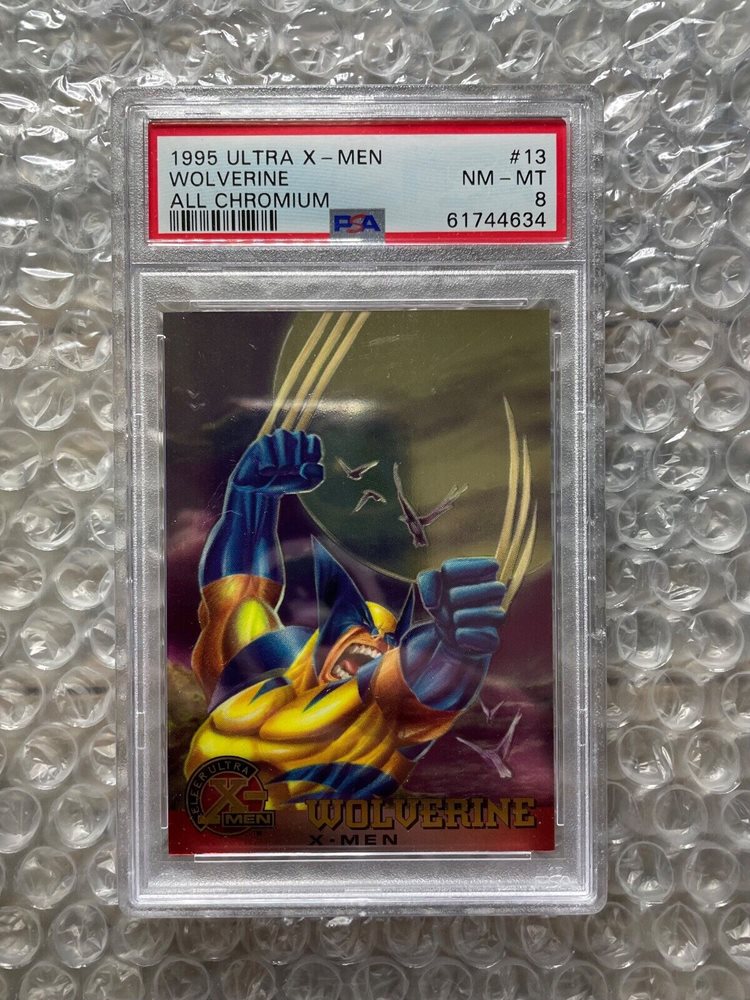 1995 ULTRA X-MEN #13
WOLVERINE NM-MT
ALL CHROMIUM 8
PSA 61744634
FLEER ULTRA
X-MEN
WOLVERINE
X-MEN